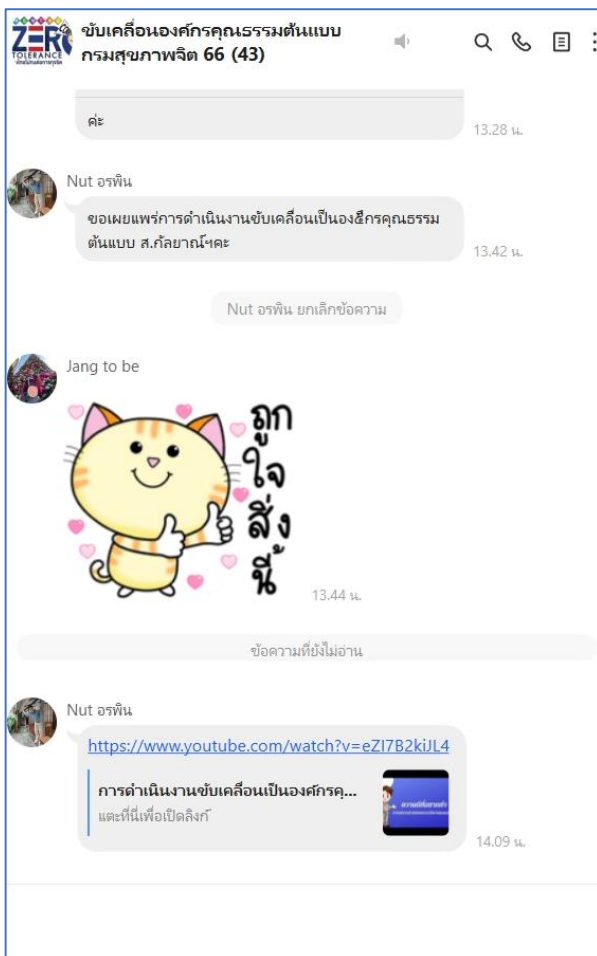 ZERO
TOLERANCE
ขับเคลื่อนองค์กรคุณธรรมต้นแบบ
กรมสุขภาพจิต 66 (43)
ค่ะ
13.28 น.
Nut อรพิน
ขอเผยแพร่การดำเนินงานขับเคลื่อนเป็นองธิกรคุณธรรม
ต้นแบบ ส.กัลยาณ์ฯคะ
13.42 น.
Nut อรพิน ยกเลิกข้อความ
Jang to be
ถูก
ใจ
สิ่ง
นี้
13.44 น.
ข้อความที่ยังไม่อ่าน
Nut อรพิน
https://www.youtube.com/watch?v=eZI7B2kiJL4
การดำเนินงานขับเคลื่อนเป็นองค์กรคุ...
แตะที่นี่เพื่อเปิดลิงก์
14.09 น.